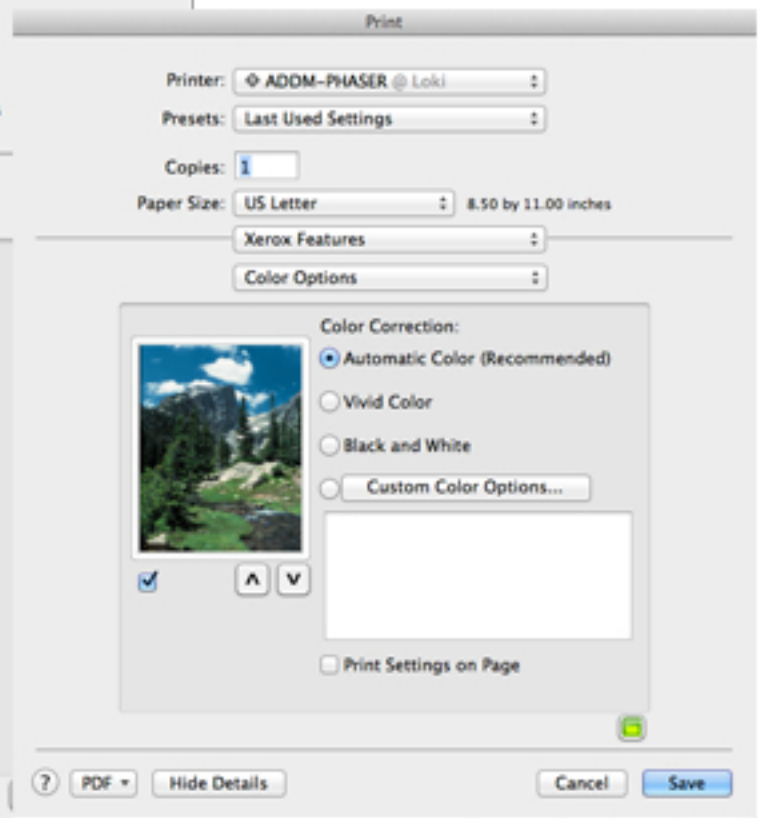 Print
Printer: ADDM-PHASER @ Loki
Presets: Last Used Settings
Copies: 1
Paper Size: US Letter 8.50 by 11.00 inches
Xerox Features
Color Options
Color Correction:
Automatic Color (Recommended)
Vivid Color
Black and White
Custom Color Options...
Print Settings on Page
? PDF Hide Details Cancel Save